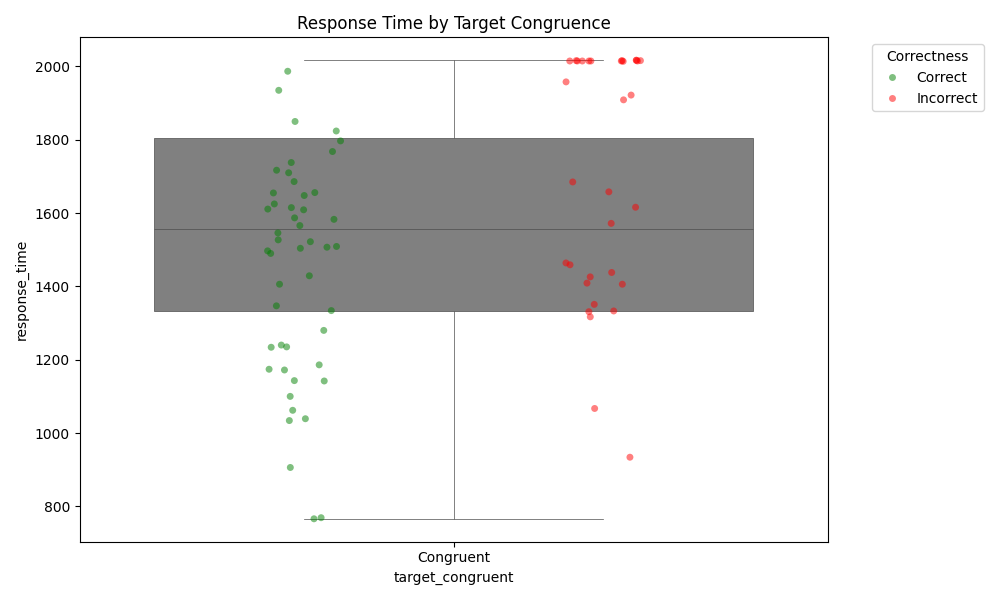 Response Time by Target Congruence
Correctness
Correct
Incorrect
response_time
2000
1800
1600
1400
1200
1000
800
Congruent
target_congruent